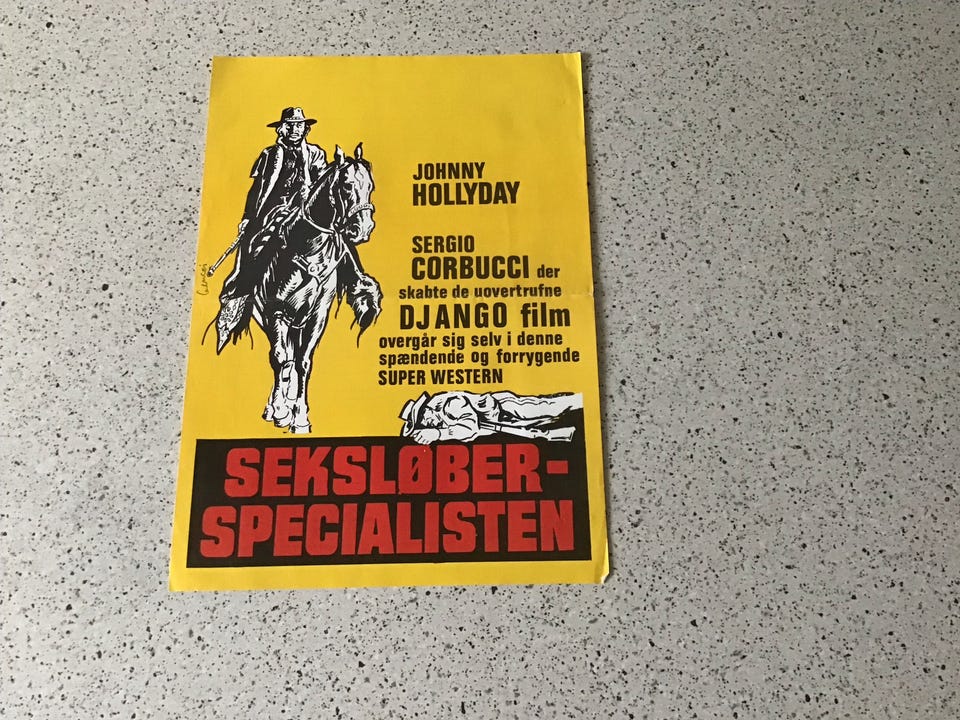 JOHNNY
HOLLYDAY
SERGIO
CORBUCCI der
skabte de uovertrufne
DJANGO film
overgår sig selv i denne
spændende og forrygende
SUPER WESTERN
SEKSLØBER-
SPECIALISTEN